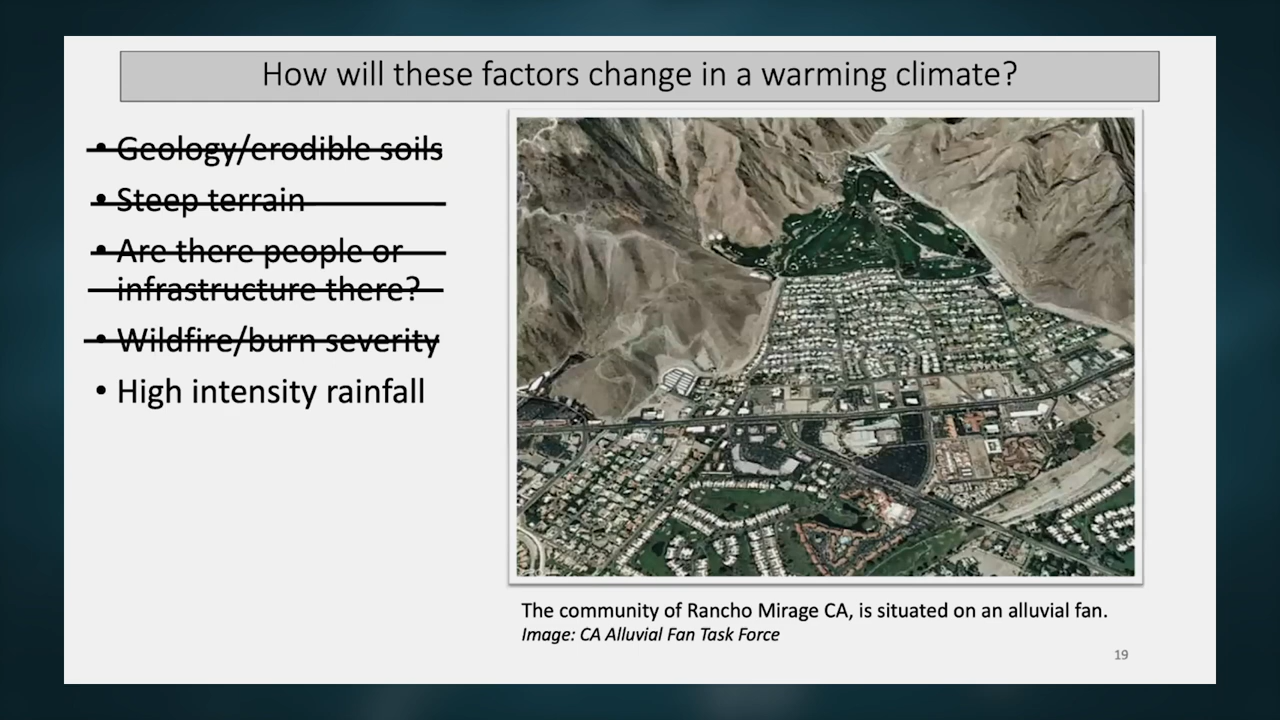 How will these factors change in a warming climate?
• Geology/erodible soils
• Steep terrain
• Are there people or
infrastructure there?
• Wildfire/burn severity
• High intensity rainfall
The community of Rancho Mirage CA, is situated on an alluvial fan.
Image: CA Alluvial Fan Task Force
19